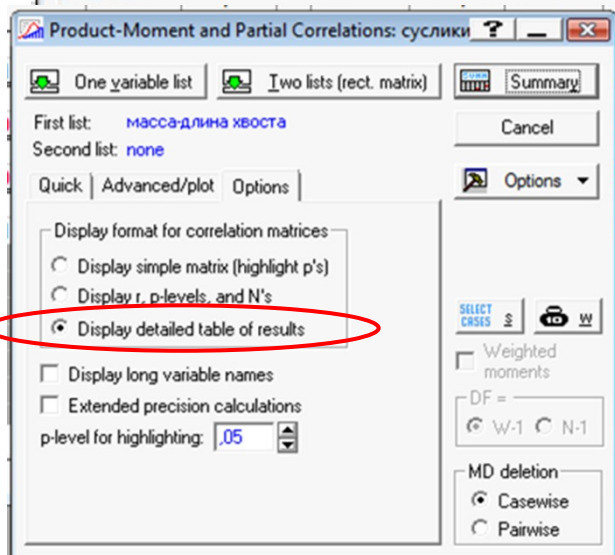 Product-Moment and Partial Correlations: суслики
One variable list
Two lists (rect. matrix)
Summary
First list: масса-длина хвоста
Second list: none
Cancel
Quick
Advanced/plot
Options
Options
Display format for correlation matrices
Display simple matrix (highlight p's)
Display r, p-levels, and N's
Display detailed table of results
Display long variable names
Extended precision calculations
p-level for highlighting: ,05
SELECT
CASES
S
W
Weighted
moments
DF =
W-1
N-1
MD deletion
Casewise
Pairwise